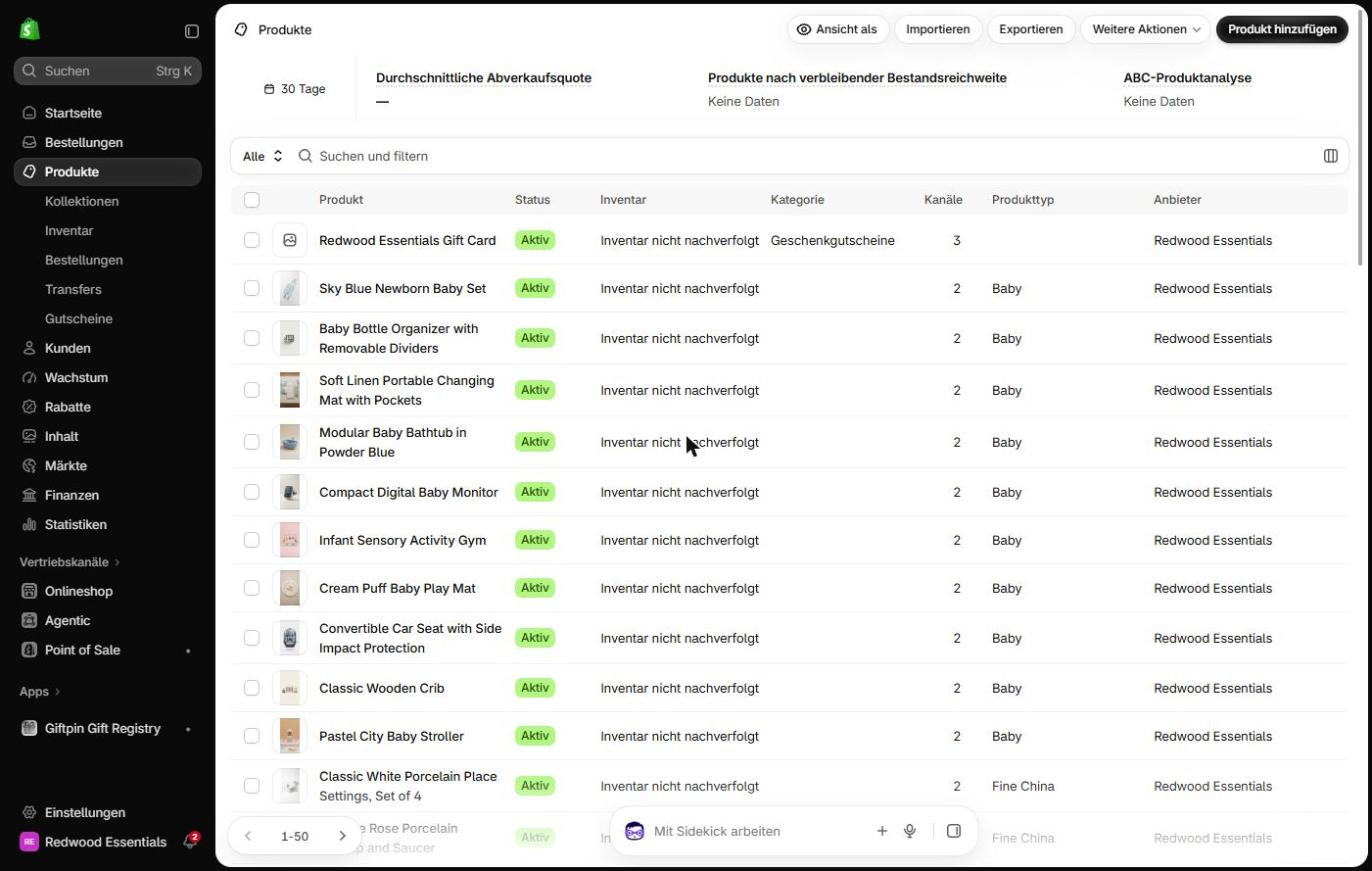 Suchen Strg K
Startseite
Bestellungen
Produkte
Kollektionen
Inventar
Bestellungen
Transfers
Gutscheine
Kunden
Wachstum
Rabatte
Inhalt
Märkte
Finanzen
Statistiken
Vertriebskanäle
Onlineshop
Agentic
Point of Sale
Apps
Giftpin Gift Registry
Einstellungen
RE Redwood Essentials 2
Produkte Ansicht als Importieren Exportieren Weitere Aktionen Produkt hinzufügen
30 Tage
Durchschnittliche Abverkaufsquote
—
Produkte nach verbleibender Bestandsreichweite
Keine Daten
ABC-Produktanalyse
Keine Daten
Alle Suchen und filtern
Produkt Status Inventar Kategorie Kanäle Produkttyp Anbieter
Redwood Essentials Gift Card Aktiv Inventar nicht nachverfolgt Geschenkgutscheine 3 Redwood Essentials
Sky Blue Newborn Baby Set Aktiv Inventar nicht nachverfolgt 2 Baby Redwood Essentials
Baby Bottle Organizer with
Removable Dividers Aktiv Inventar nicht nachverfolgt 2 Baby Redwood Essentials
Soft Linen Portable Changing
Mat with Pockets Aktiv Inventar nicht nachverfolgt 2 Baby Redwood Essentials
Modular Baby Bathtub in
Powder Blue Aktiv Inventar nicht nachverfolgt 2 Baby Redwood Essentials
Compact Digital Baby Monitor Aktiv Inventar nicht nachverfolgt 2 Baby Redwood Essentials
Infant Sensory Activity Gym Aktiv Inventar nicht nachverfolgt 2 Baby Redwood Essentials
Cream Puff Baby Play Mat Aktiv Inventar nicht nachverfolgt 2 Baby Redwood Essentials
Convertible Car Seat with Side
Impact Protection Aktiv Inventar nicht nachverfolgt 2 Baby Redwood Essentials
Classic Wooden Crib Aktiv Inventar nicht nachverfolgt 2 Baby Redwood Essentials
Pastel City Baby Stroller Aktiv Inventar nicht nachverfolgt 2 Baby Redwood Essentials
Classic White Porcelain Place
Settings, Set of 4 Aktiv Inventar nicht nachverfolgt 2 Fine China Redwood Essentials
Rose Porcelain
and Saucer Aktiv Fine China Redwood Essentials
1-50
Mit Sidekick arbeiten